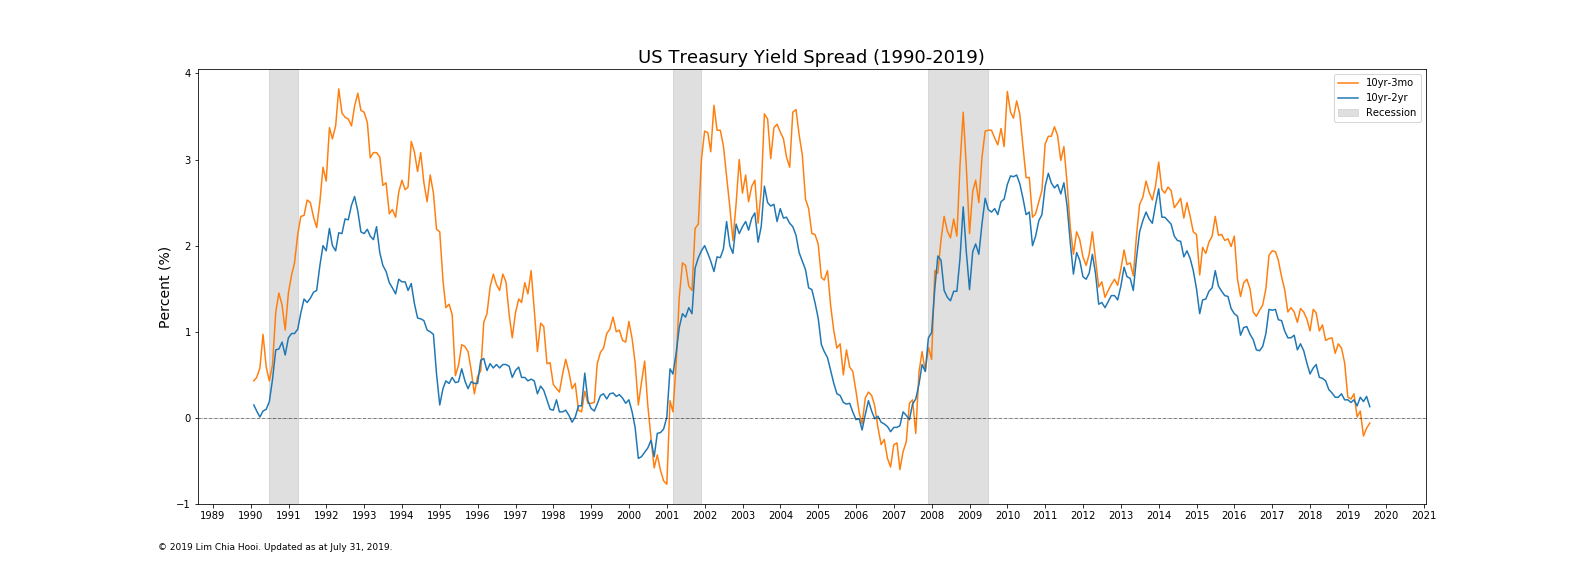 US Treasury Yield Spread (1990-2019)
4
3
2
1
0
−1
Percent (%)
10yr-3mo
10yr-2yr
Recession
1989 1990 1991 1992 1993 1994 1995 1996 1997 1998 1999 2000 2001 2002 2003 2004 2005 2006 2007 2008 2009 2010 2011 2012 2013 2014 2015 2016 2017 2018 2019 2020 2021
© 2019 Lim Chia Hooi. Updated as at July 31, 2019.